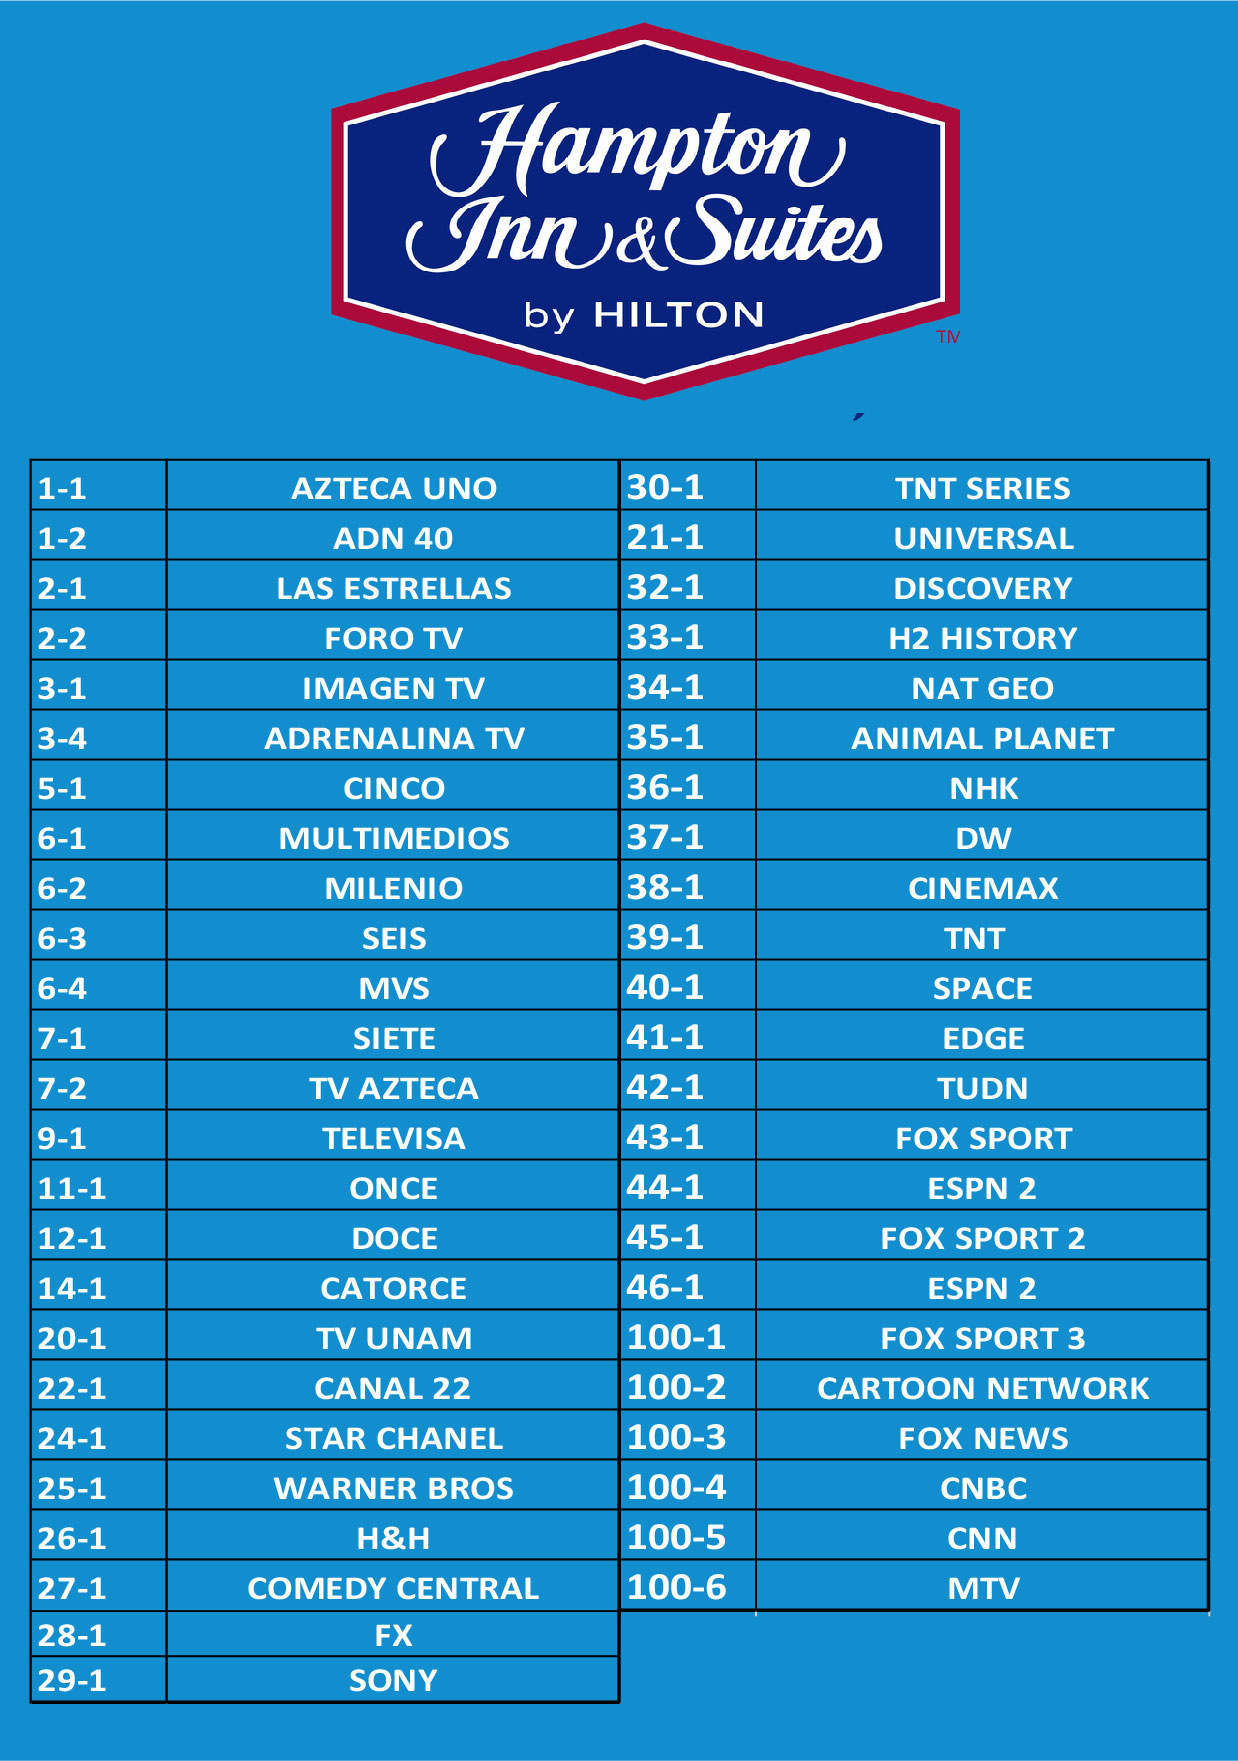 Hampton
Inn & Suites
by HILTON
TM
1-1 AZTECA UNO 30-1 TNT SERIES
1-2 ADN 40 21-1 UNIVERSAL
2-1 LAS ESTRELLAS 32-1 DISCOVERY
2-2 FORO TV 33-1 H2 HISTORY
3-1 IMAGEN TV 34-1 NAT GEO
3-4 ADRENALINA TV 35-1 ANIMAL PLANET
5-1 CINCO 36-1 NHK
6-1 MULTIMEDIOS 37-1 DW
6-2 MILENIO 38-1 CINEMAX
6-3 SEIS 39-1 TNT
6-4 MVS 40-1 SPACE
7-1 SIETE 41-1 EDGE
7-2 TV AZTECA 42-1 TUDN
9-1 TELEVISA 43-1 FOX SPORT
11-1 ONCE 44-1 ESPN 2
12-1 DOCE 45-1 FOX SPORT 2
14-1 CATORCE 46-1 ESPN 2
20-1 TV UNAM 100-1 FOX SPORT 3
22-1 CANAL 22 100-2 CARTOON NETWORK
24-1 STAR CHANEL 100-3 FOX NEWS
25-1 WARNER BROS 100-4 CNBC
26-1 H&H 100-5 CNN
27-1 COMEDY CENTRAL 100-6 MTV
28-1 FX
29-1 SONY